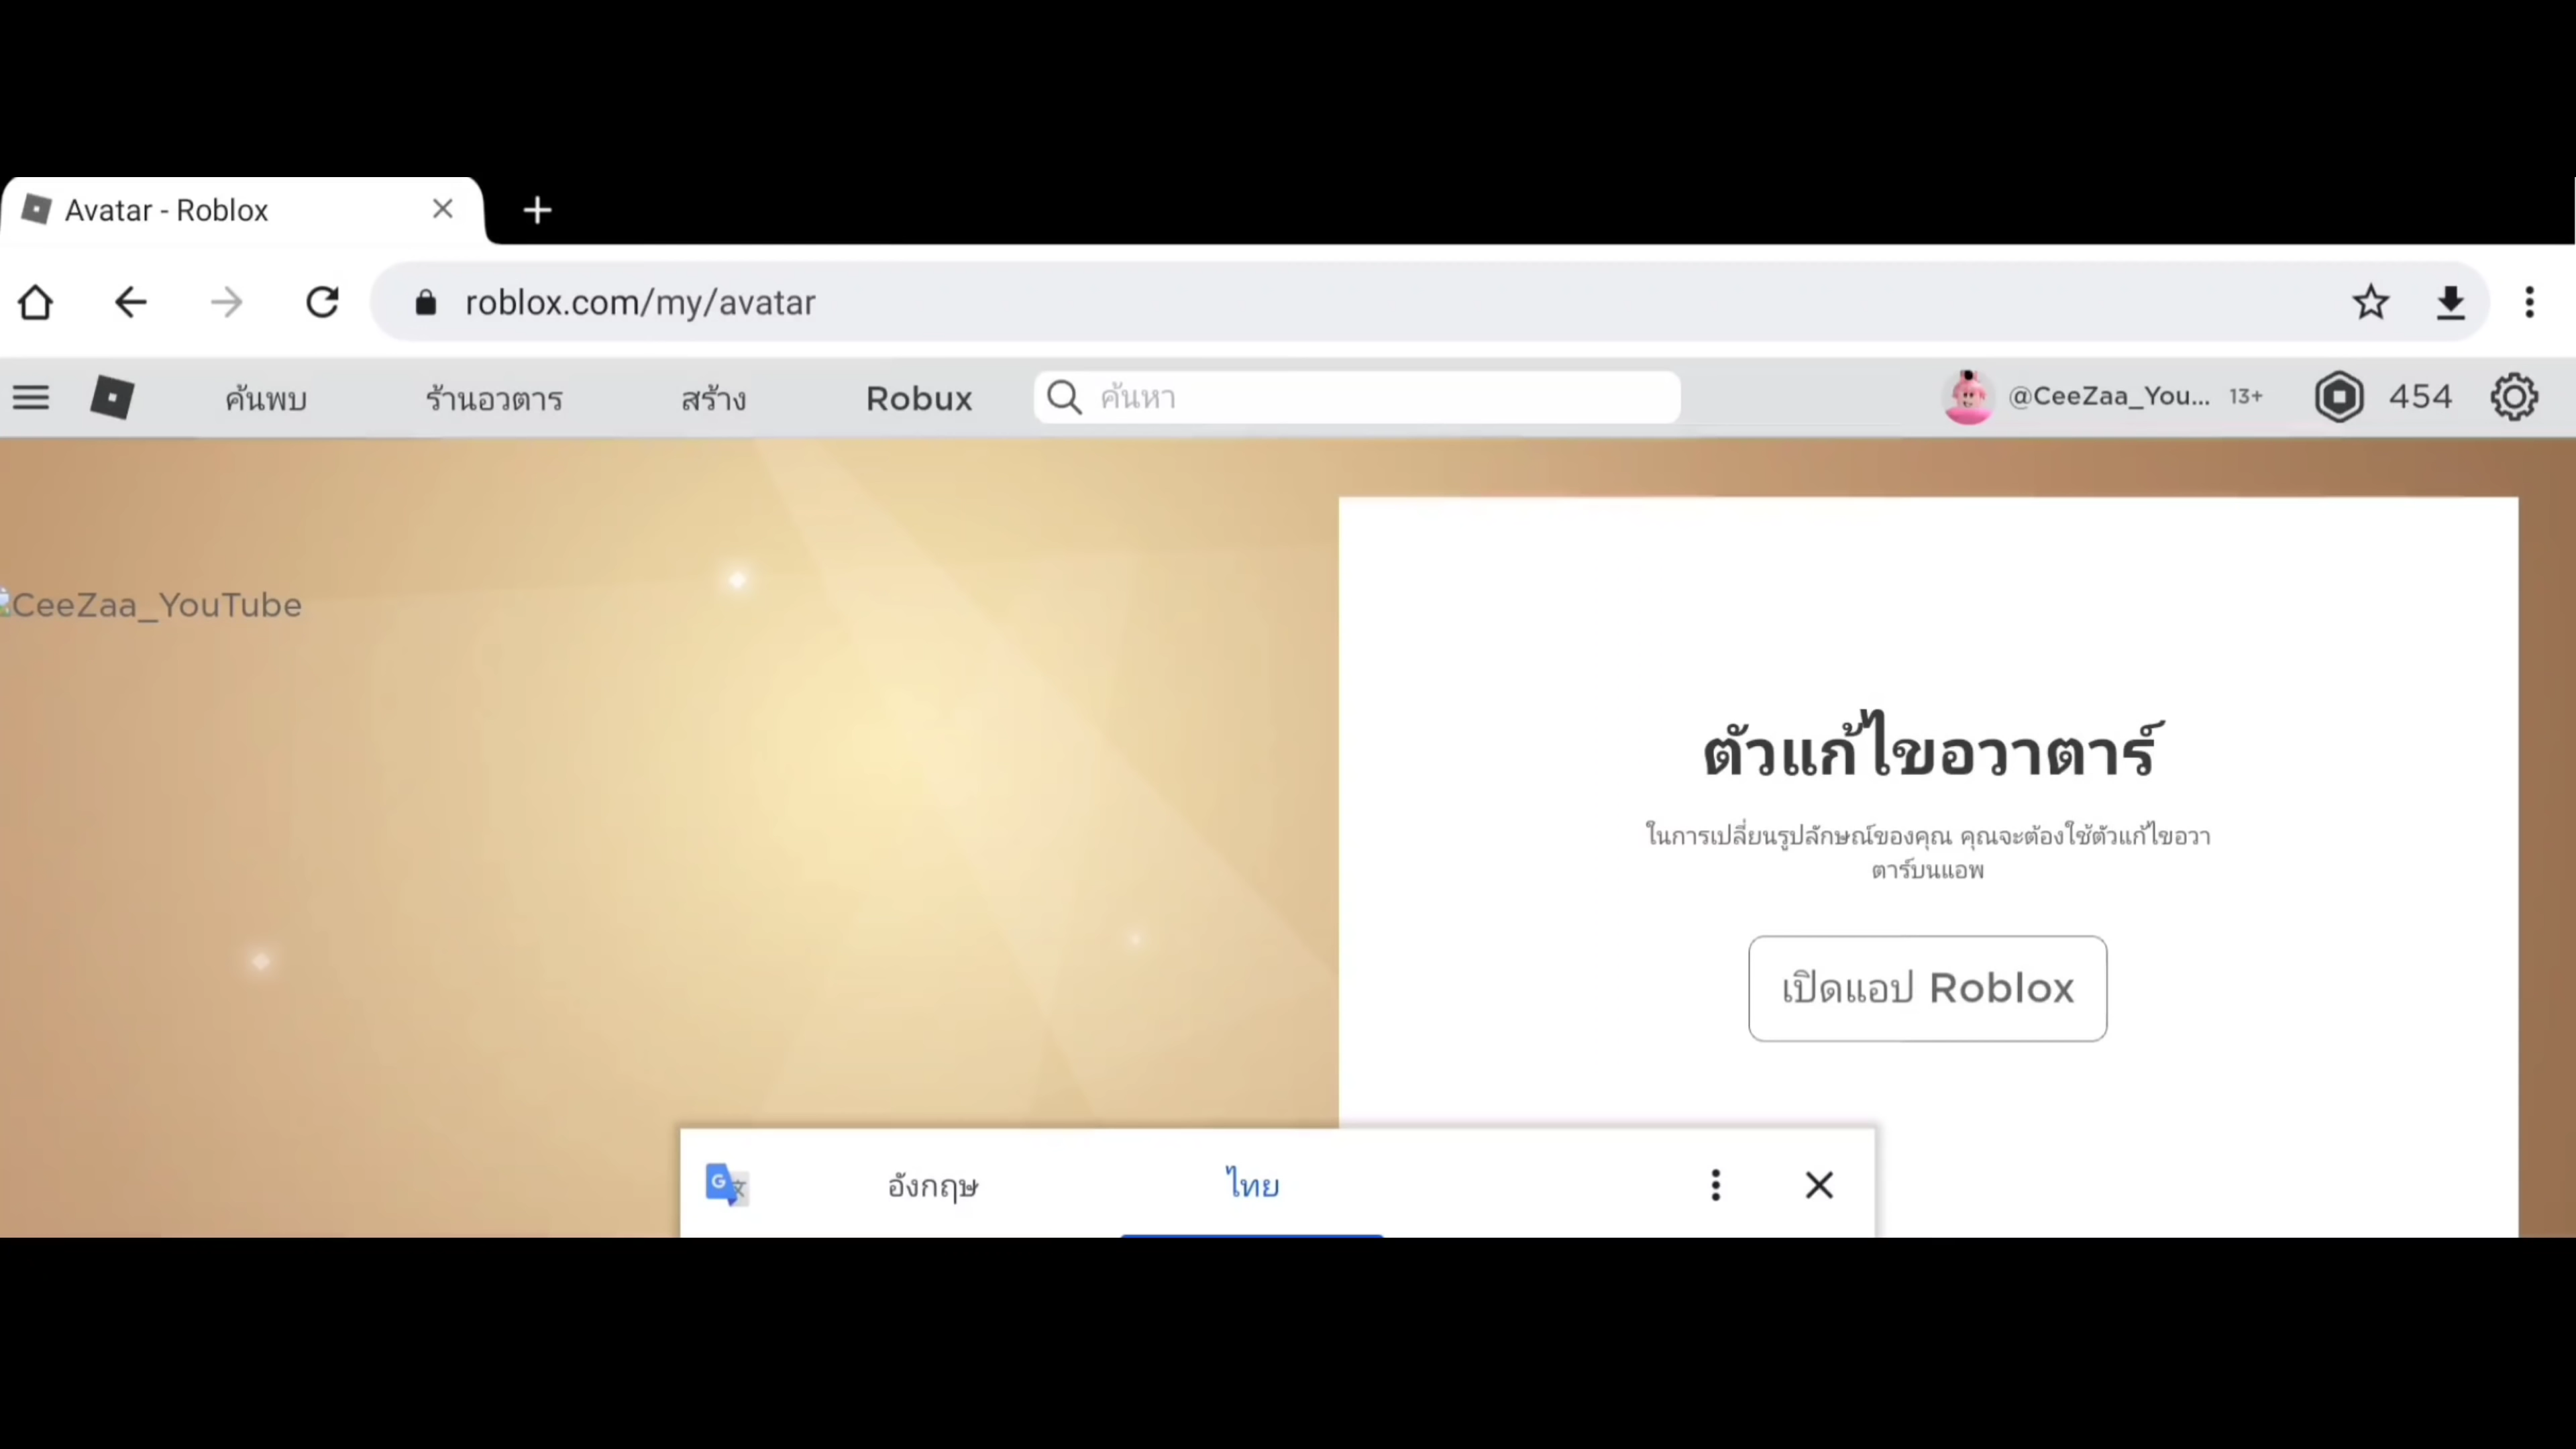 Avatar - Roblox
roblox.com/my/avatar
ค้นพบ
ร้านอวตาร
สร้าง
Robux
ค้นหา
@CeeZaa_You... 13+
454
CeeZaa_YouTube
ตัวแก้ไขอวาตาร์
ในการเปลี่ยนรูปลักษณ์ของคุณ คุณจะต้องใช้ตัวแก้ไขอวา
ตาร์บนแอพ
เปิดแอป Roblox
อังกฤษ
ไทย